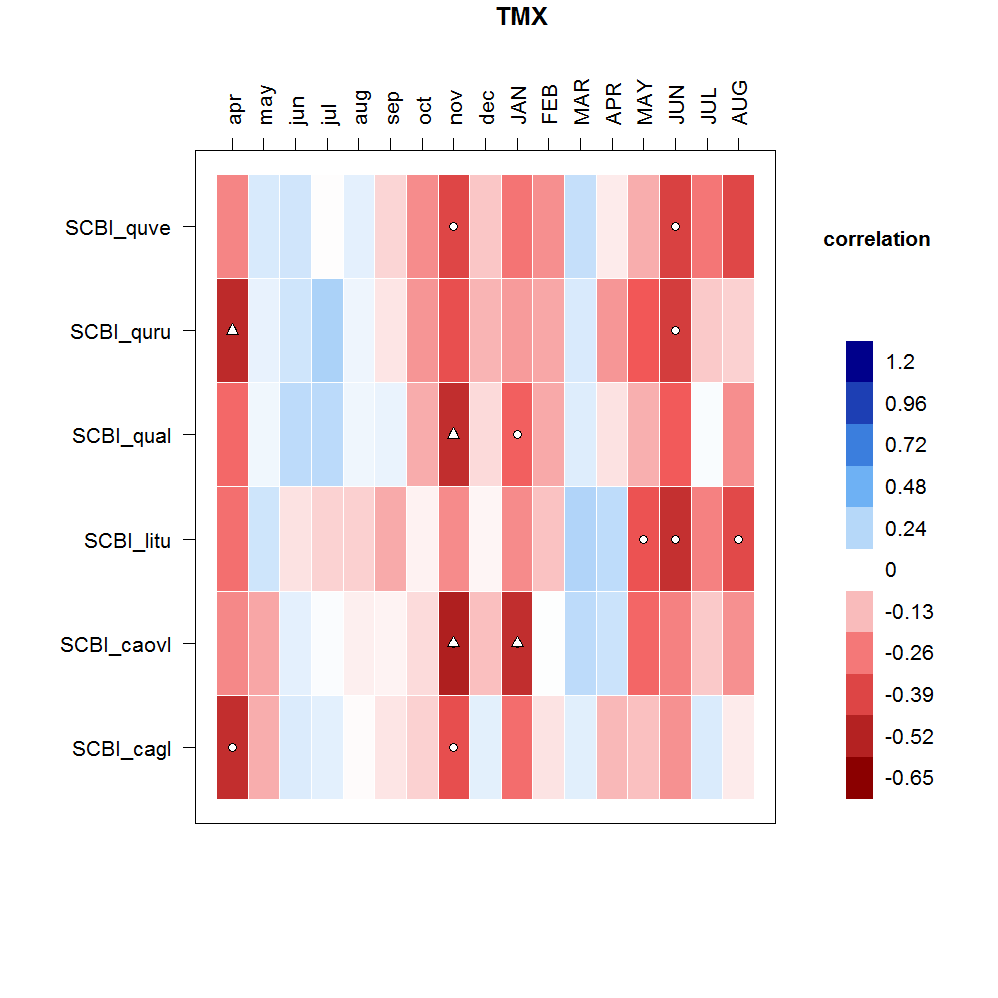 TMX
apr may jun jul aug sep oct nov dec JAN FEB MAR APR MAY JUN JUL AUG
SCBI_quve
SCBI_quru
SCBI_qual
SCBI_litu
SCBI_caovl
SCBI_cagl
correlation
1.2
0.96
0.72
0.48
0.24
0
-0.13
-0.26
-0.39
-0.52
-0.65